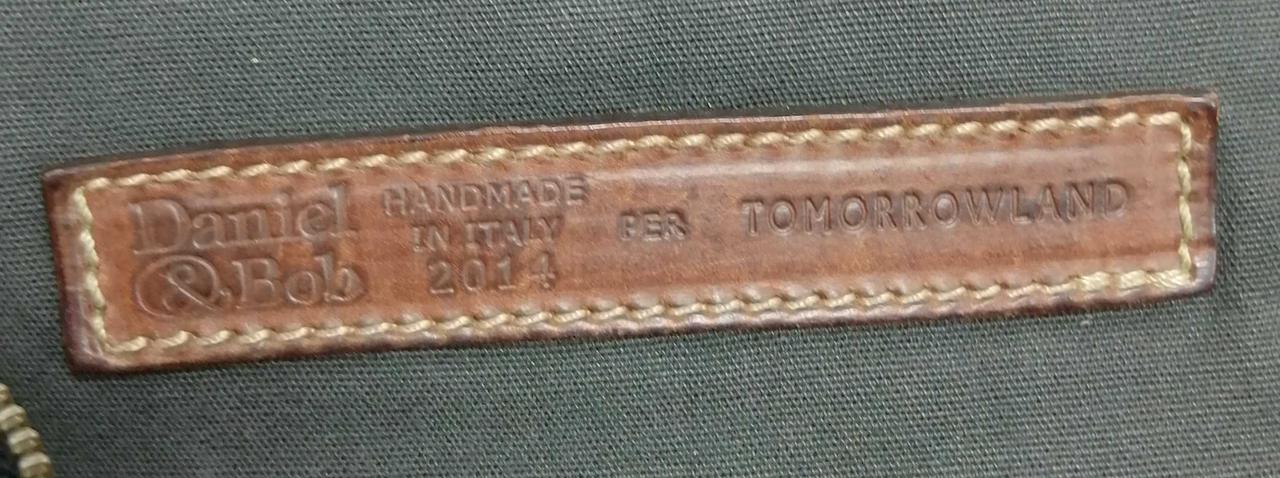 Daniel
& Bob
HANDMADE
IN ITALY
2014
PER
TOMORROWLAND